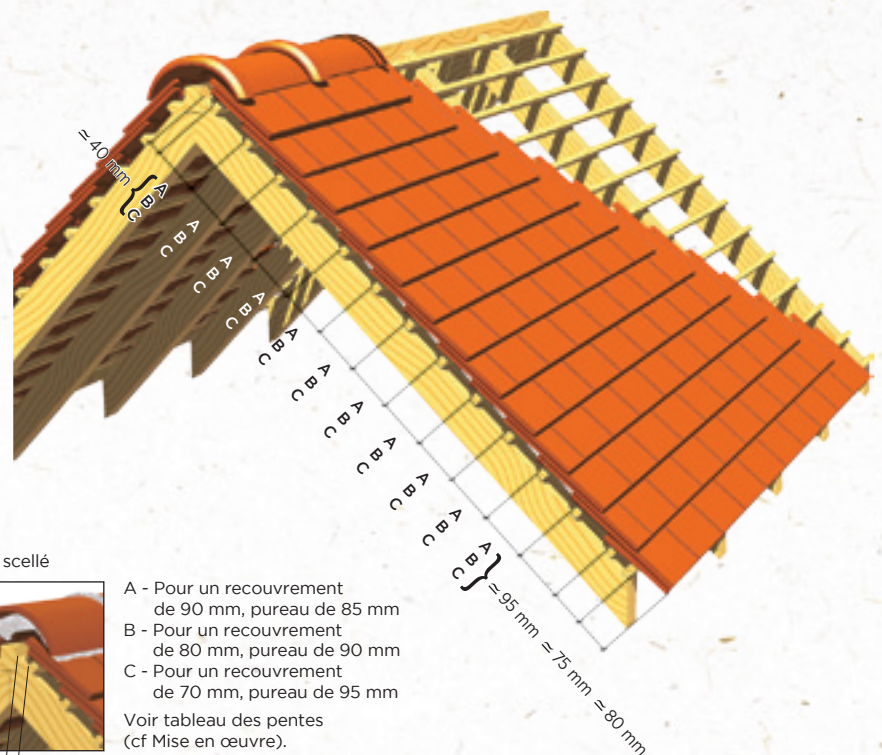 ≃ 40 mm { A B C
A B C
A B C
A B C
A B C
A B C
A B C
A B C
A B C
A B C
A B C } ≃ 95 mm ≃ 75 mm ≃ 80 mm
scellé
A - Pour un recouvrement
de 90 mm, pureau de 85 mm
B - Pour un recouvrement
de 80 mm, pureau de 90 mm
C - Pour un recouvrement
de 70 mm, pureau de 95 mm
Voir tableau des pentes
(cf Mise en œuvre).